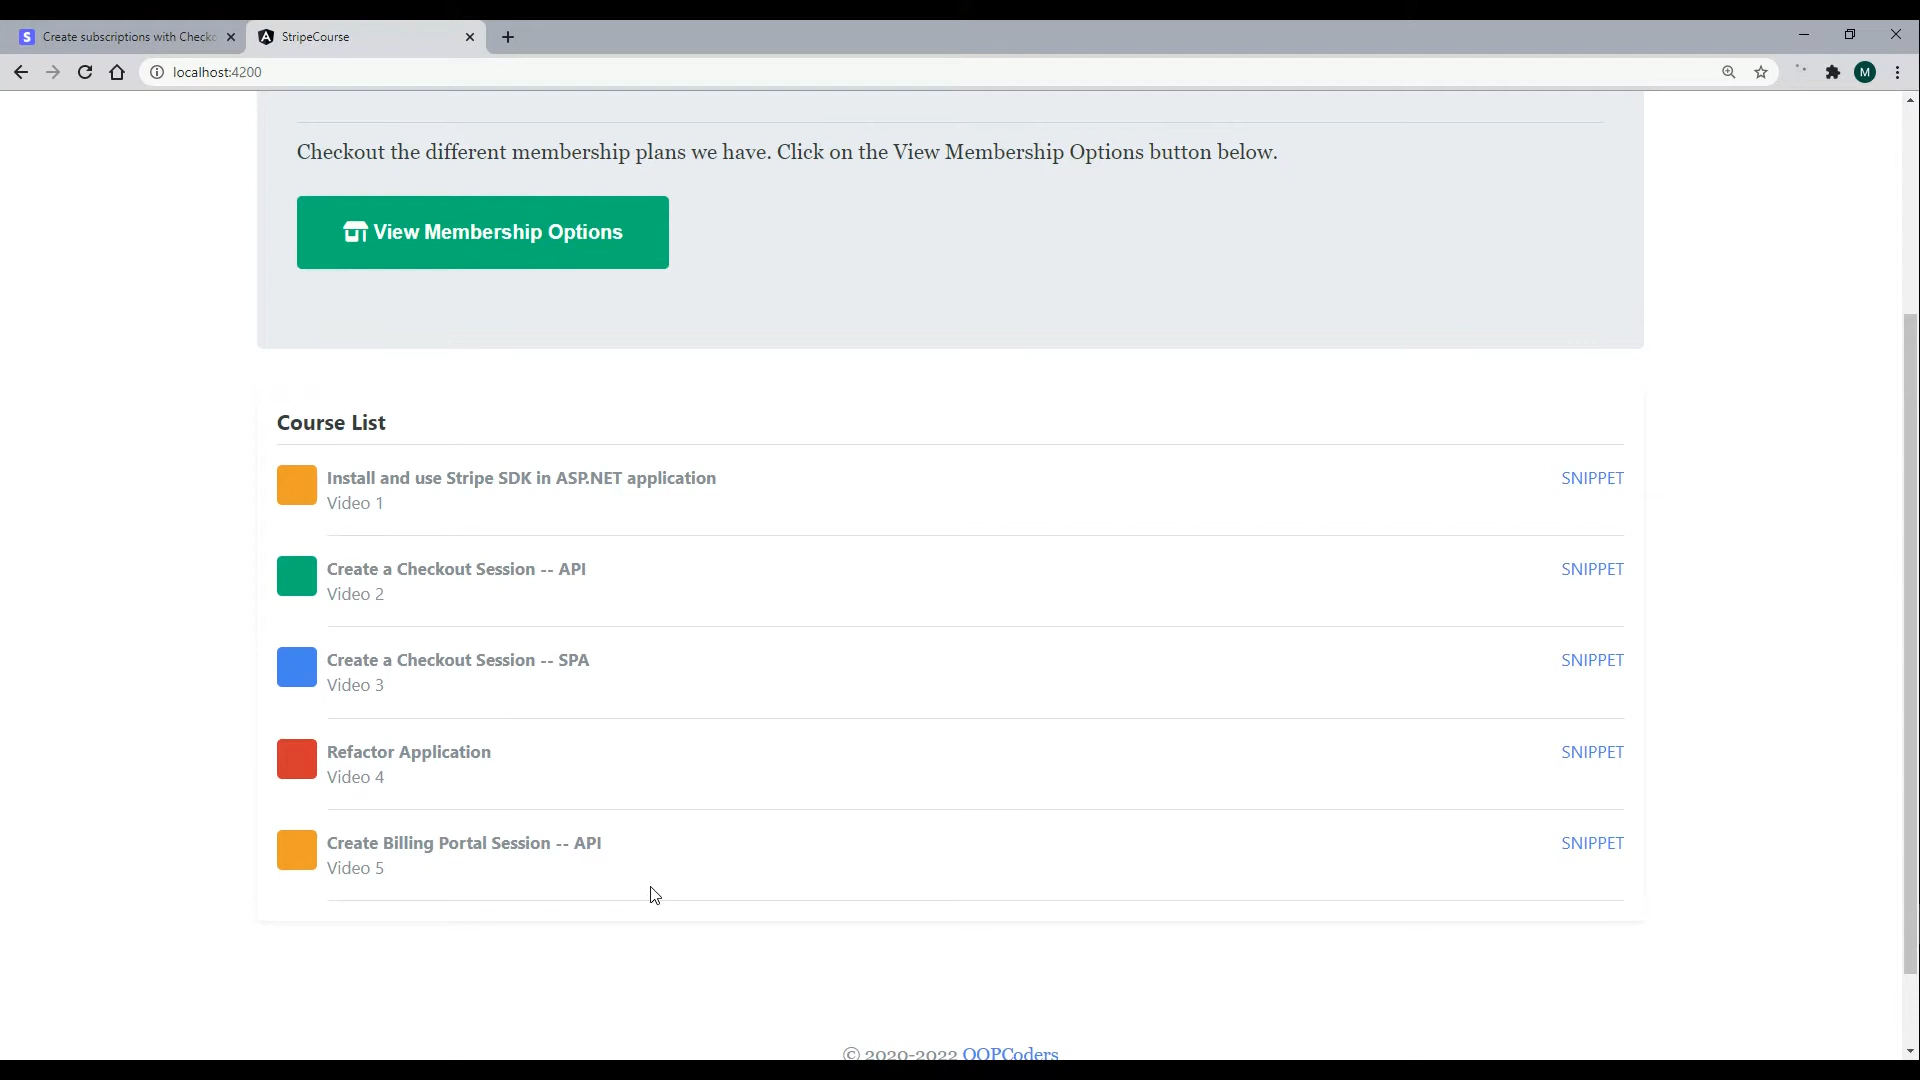 Create subscriptions with Checko
StripeCourse
localhost:4200
M
Checkout the different membership plans we have. Click on the View Membership Options button below.
View Membership Options
Course List
Install and use Stripe SDK in ASP.NET application
SNIPPET
Video 1
Create a Checkout Session -- API
SNIPPET
Video 2
Create a Checkout Session -- SPA
SNIPPET
Video 3
Refactor Application
SNIPPET
Video 4
Create Billing Portal Session -- API
SNIPPET
Video 5
© 2020-2022 OOPCoders